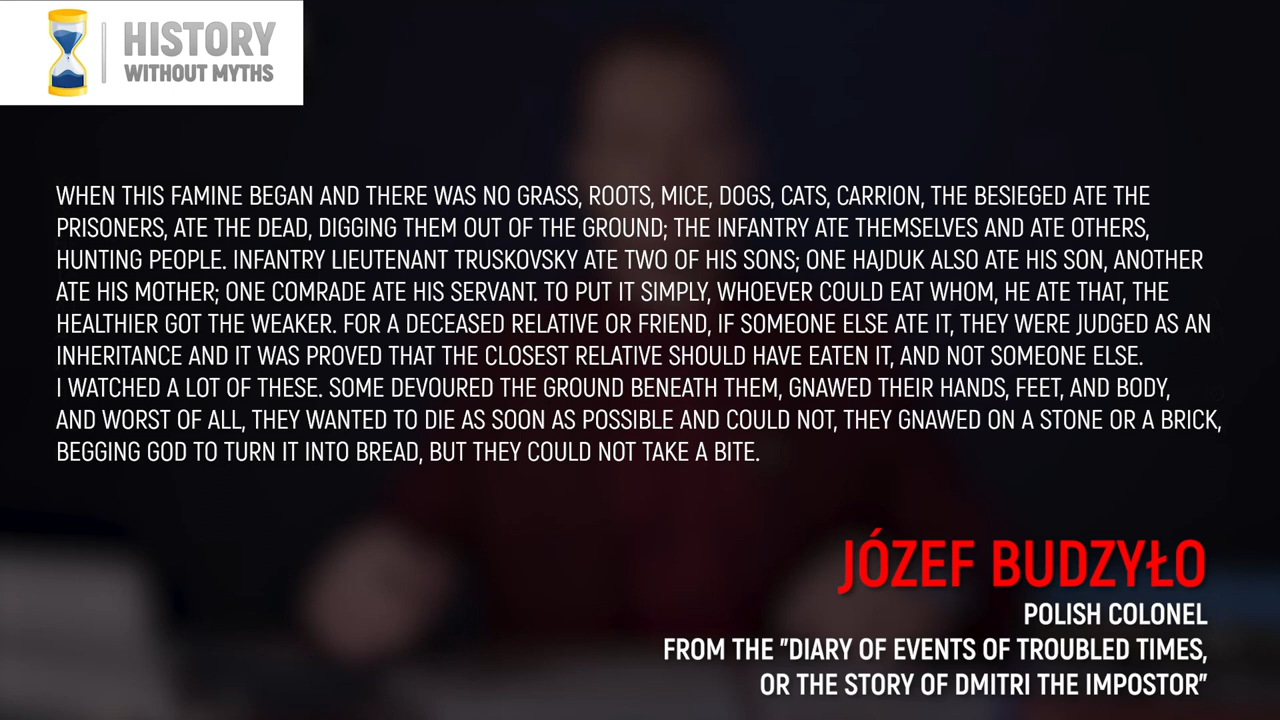 HISTORY
WITHOUT MYTHS
WHEN THIS FAMINE BEGAN AND THERE WAS NO GRASS, ROOTS, MICE, DOGS, CATS, CARRION, THE BESIEGED ATE THE
PRISONERS, ATE THE DEAD, DIGGING THEM OUT OF THE GROUND; THE INFANTRY ATE THEMSELVES AND ATE OTHERS,
HUNTING PEOPLE. INFANTRY LIEUTENANT TRUSKOVSKY ATE TWO OF HIS SONS; ONE HAJDUK ALSO ATE HIS SON, ANOTHER
ATE HIS MOTHER; ONE COMRADE ATE HIS SERVANT. TO PUT IT SIMPLY, WHOEVER COULD EAT WHOM, HE ATE THAT, THE
HEALTHIER GOT THE WEAKER. FOR A DECEASED RELATIVE OR FRIEND, IF SOMEONE ELSE ATE IT, THEY WERE JUDGED AS AN
INHERITANCE AND IT WAS PROVED THAT THE CLOSEST RELATIVE SHOULD HAVE EATEN IT, AND NOT SOMEONE ELSE.
I WATCHED A LOT OF THESE. SOME DEVOURED THE GROUND BENEATH THEM, GNAWED THEIR HANDS, FEET, AND BODY,
AND WORST OF ALL, THEY WANTED TO DIE AS SOON AS POSSIBLE AND COULD NOT, THEY GNAWED ON A STONE OR A BRICK,
BEGGING GOD TO TURN IT INTO BREAD, BUT THEY COULD NOT TAKE A BITE.
JÓZEF BUDZYŁO
POLISH COLONEL
FROM THE "DIARY OF EVENTS OF TROUBLED TIMES,
OR THE STORY OF DMITRI THE IMPOSTOR"